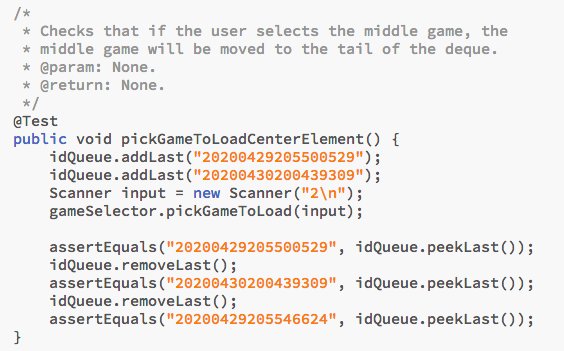 /*
 * Checks that if the user selects the middle game, the
 * middle game will be moved to the tail of the deque.
 * @param: None.
 * @return: None.
 */
@Test
public void pickGameToLoadCenterElement() {
    idQueue.addLast("20200429205500529");
    idQueue.addLast("20200430200439309");
    Scanner input = new Scanner("2\n");
    gameSelector.pickGameToLoad(input);

    assertEquals("20200429205500529", idQueue.peekLast());
    idQueue.removeLast();
    assertEquals("20200430200439309", idQueue.peekLast());
    idQueue.removeLast();
    assertEquals("20200429205546624", idQueue.peekLast());
}